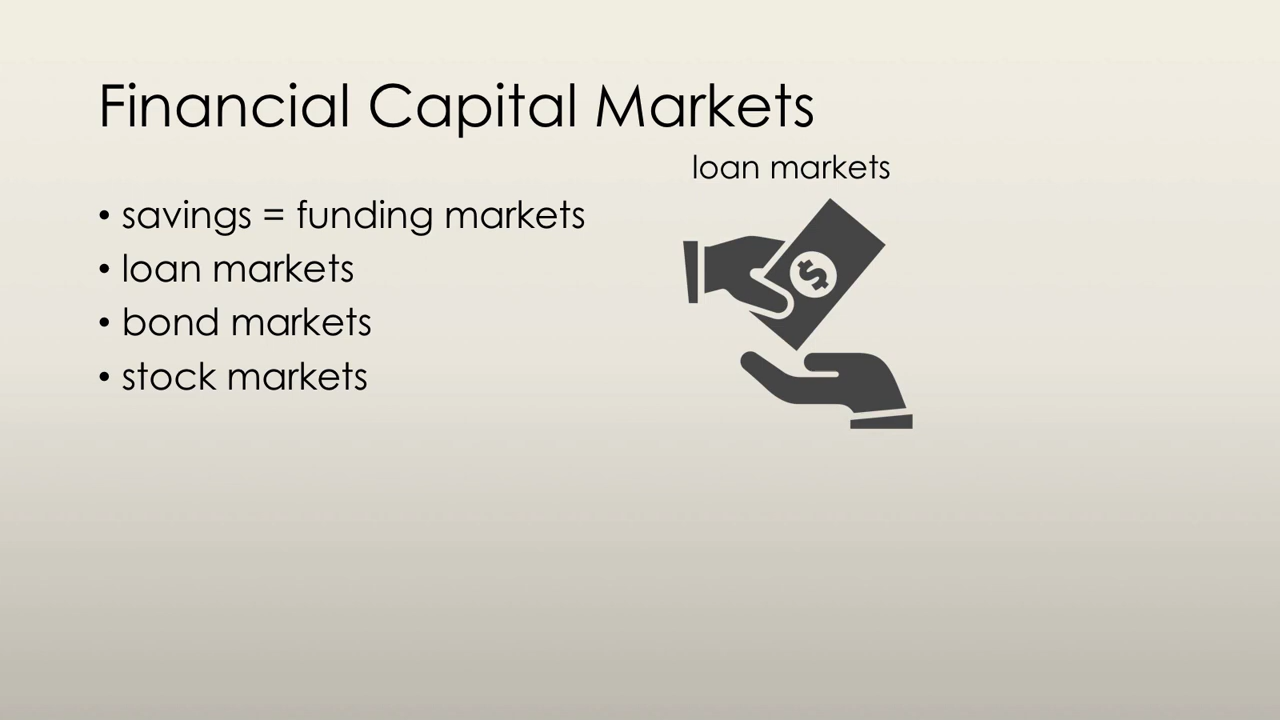 Financial Capital Markets
loan markets
• savings = funding markets
• loan markets
• bond markets
• stock markets
$